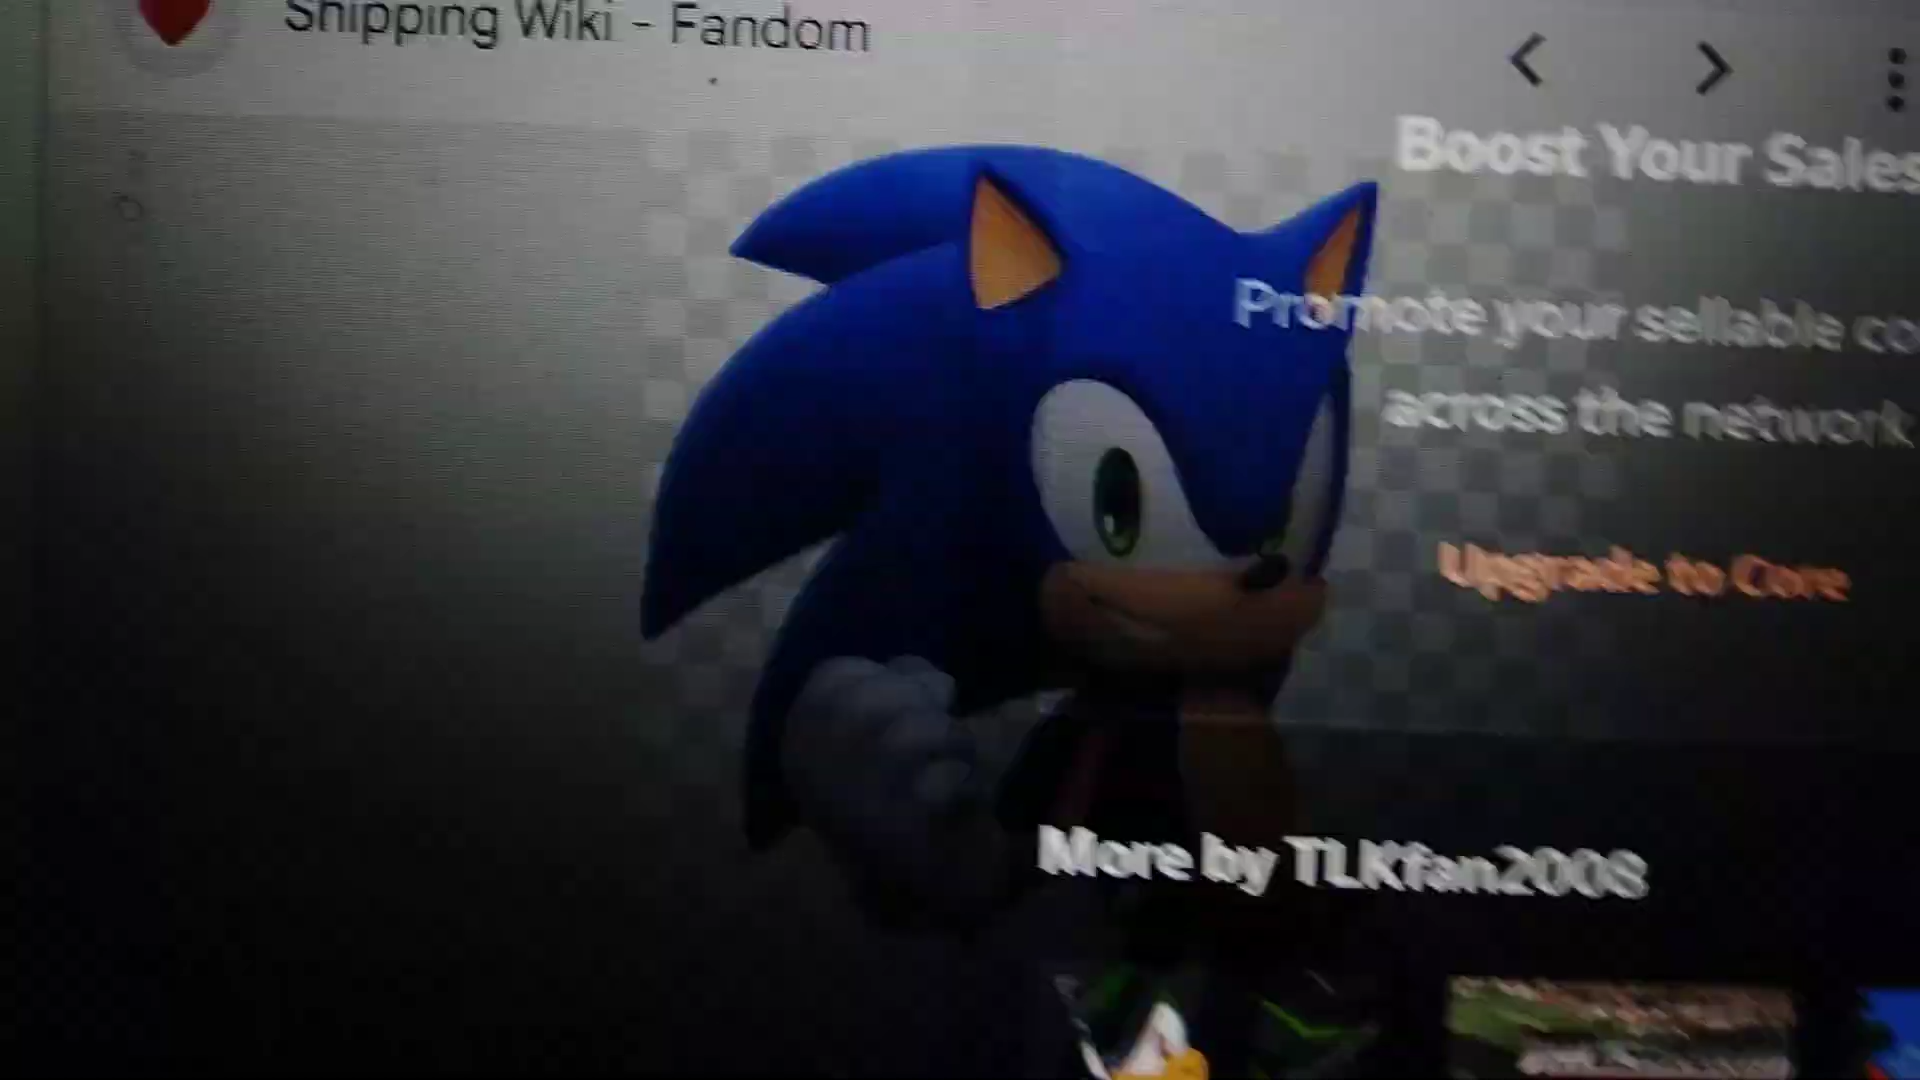 Shipping Wiki - Fandom
Boost Your Sales
Promote your sellable co
across the network
Upgrade to Core
More by TLKfan2008